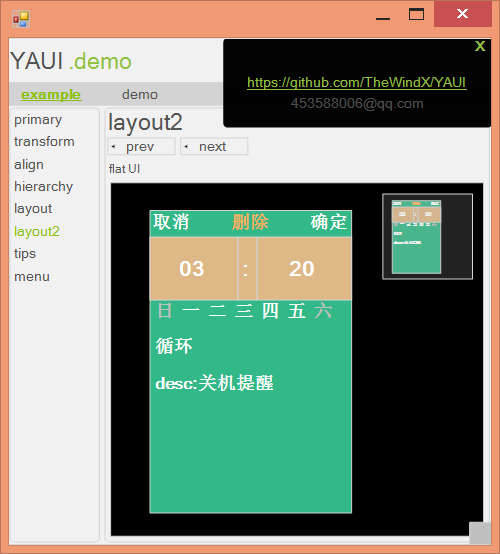 YAUI .demo
X
https://github.com/TheWindX/YAUI
453588006@qq.com
example demo
primary
transform
align
hierarchy
layout
layout2
tips
menu
layout2
prev next
flat UI
取消 删除 确定
03 : 20
日 一 二 三 四 五 六
循环
desc:关机提醒